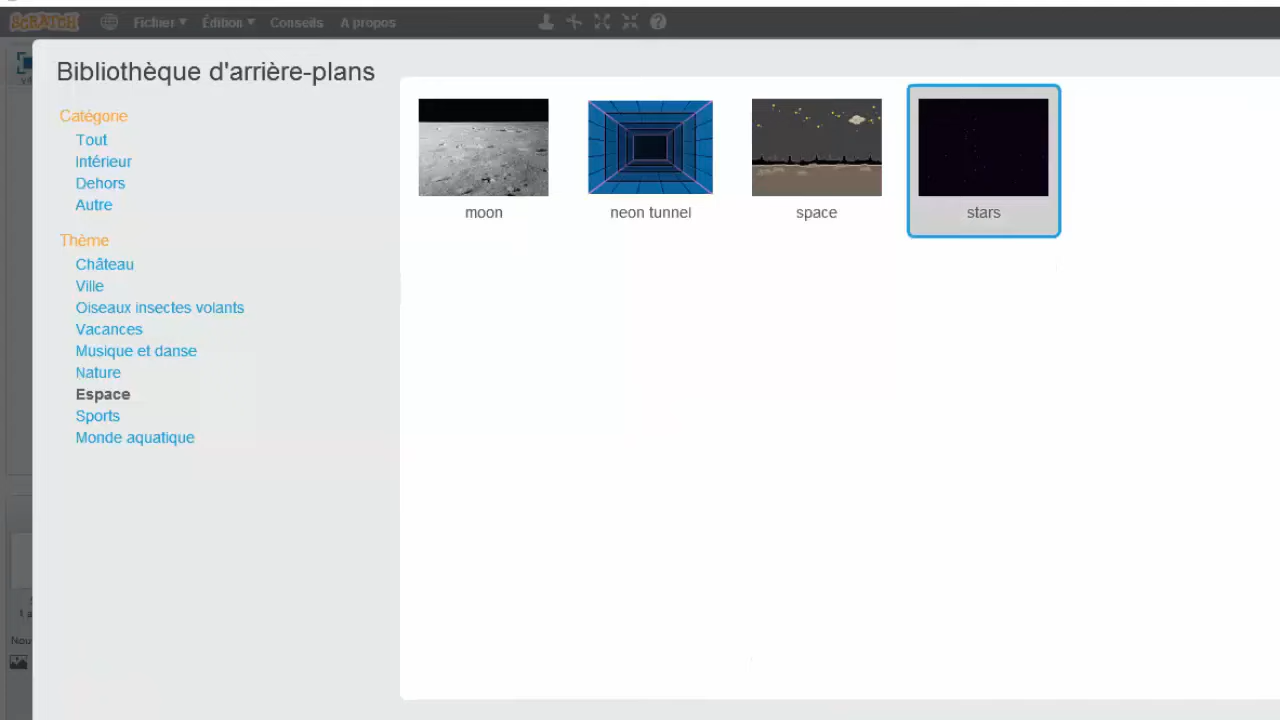 SCRATCH Fichier Édition Conseils A propos
Bibliothèque d'arrière-plans
Catégorie
Tout
Intérieur
Dehors
Autre
Thème
Château
Ville
Oiseaux insectes volants
Vacances
Musique et danse
Nature
Espace
Sports
Monde aquatique
moon neon tunnel space stars
Nou